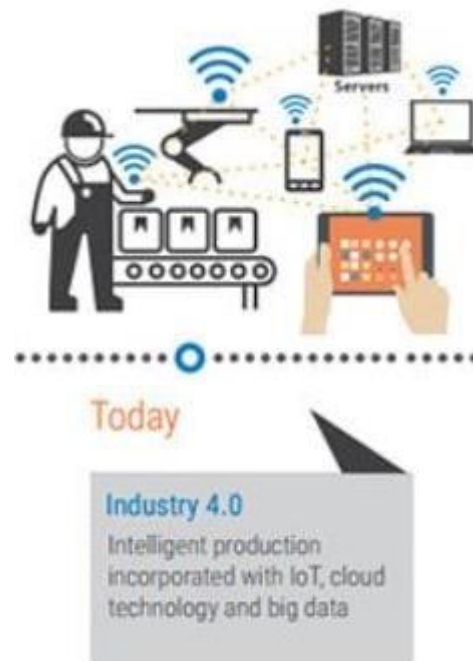 Servers
Today
Industry 4.0
Intelligent production
incorporated with IoT, cloud
technology and big data